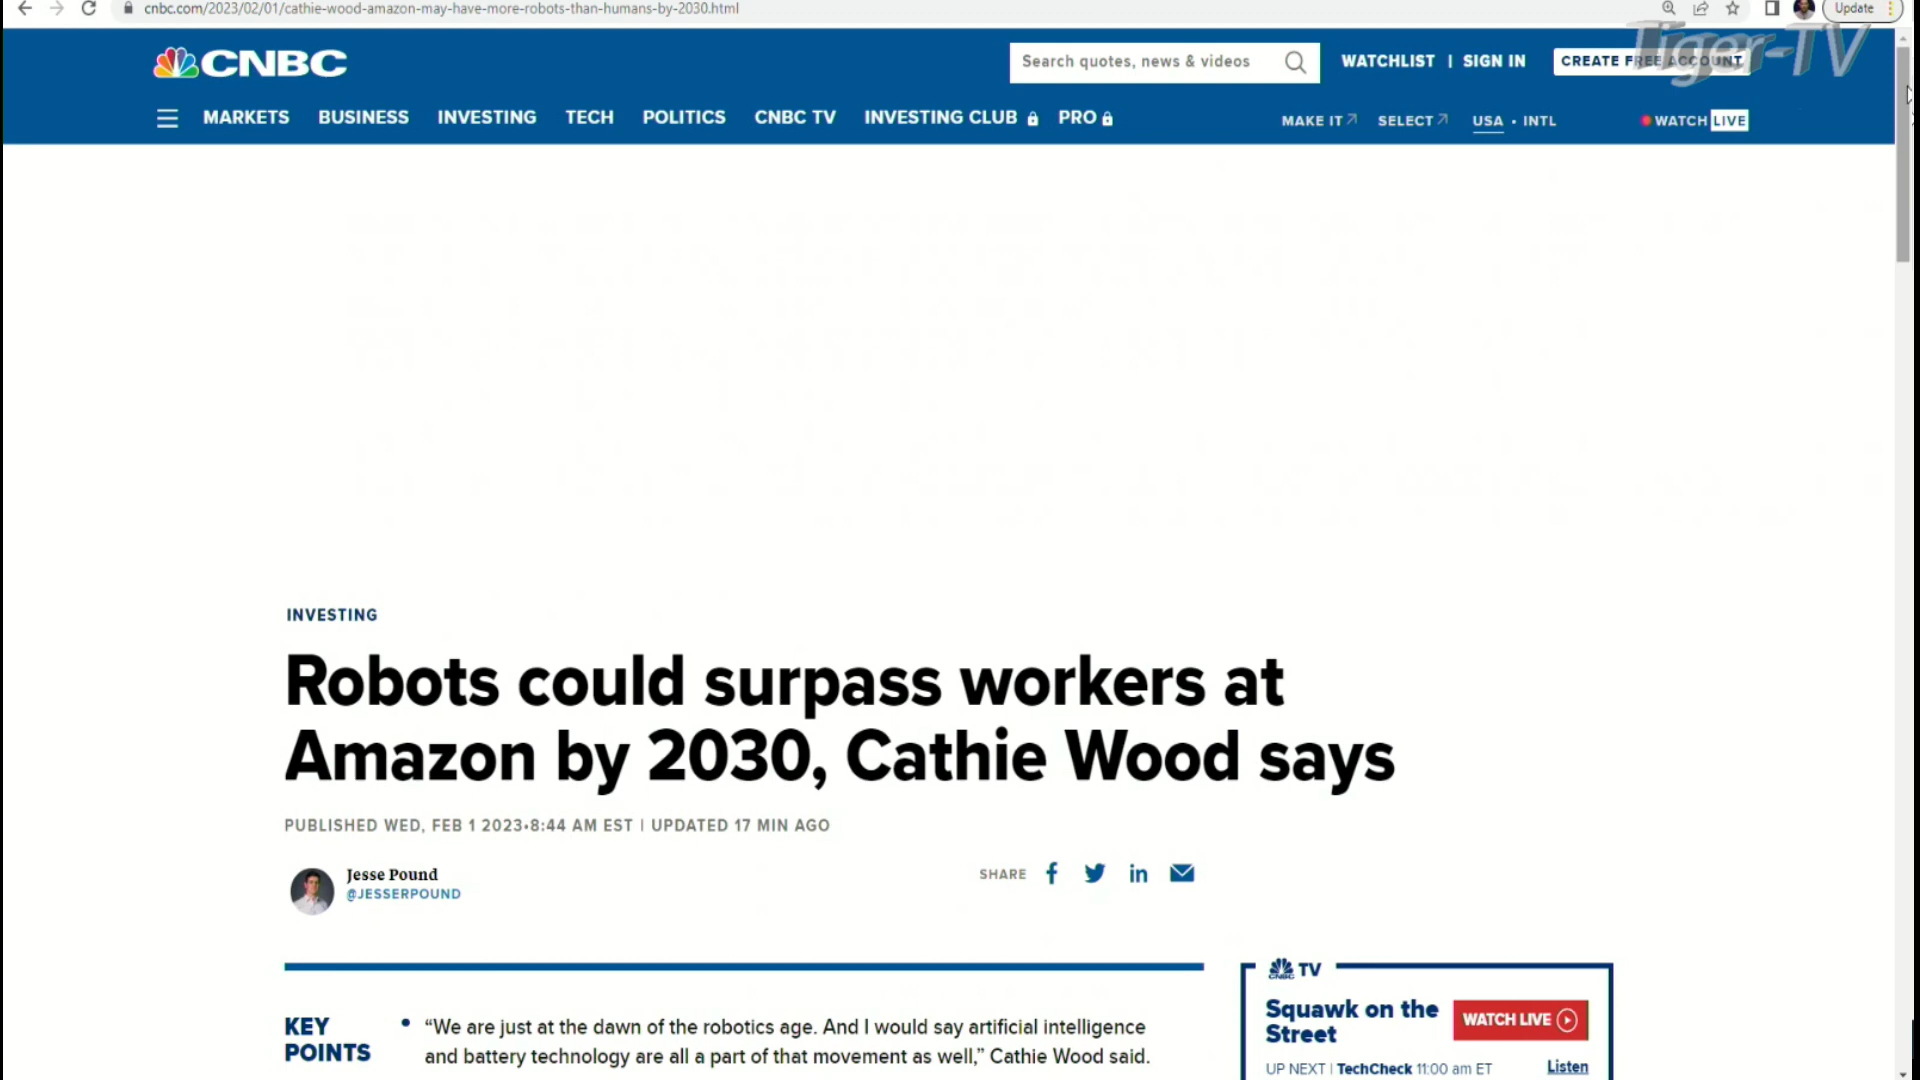 cnbc.com/2023/02/01/cathie-wood-amazon-may-have-more-robots-than-humans-by-2030.html
Update
Tiger-TV
CNBC
Search quotes, news & videos
WATCHLIST | SIGN IN
CREATE FREE ACCOUNT
MARKETS BUSINESS INVESTING TECH POLITICS CNBC TV INVESTING CLUB PRO
MAKE IT SELECT USA • INTL
WATCH LIVE
INVESTING
Robots could surpass workers at
Amazon by 2030, Cathie Wood says
PUBLISHED WED, FEB 1 2023•8:44 AM EST | UPDATED 17 MIN AGO
Jesse Pound
@JESSERPOUND
SHARE
KEY
POINTS
• “We are just at the dawn of the robotics age. And I would say artificial intelligence
and battery technology are all a part of that movement as well,” Cathie Wood said.
CNBC TV
Squawk on the
Street
WATCH LIVE
UP NEXT | TechCheck 11:00 am ET
Listen